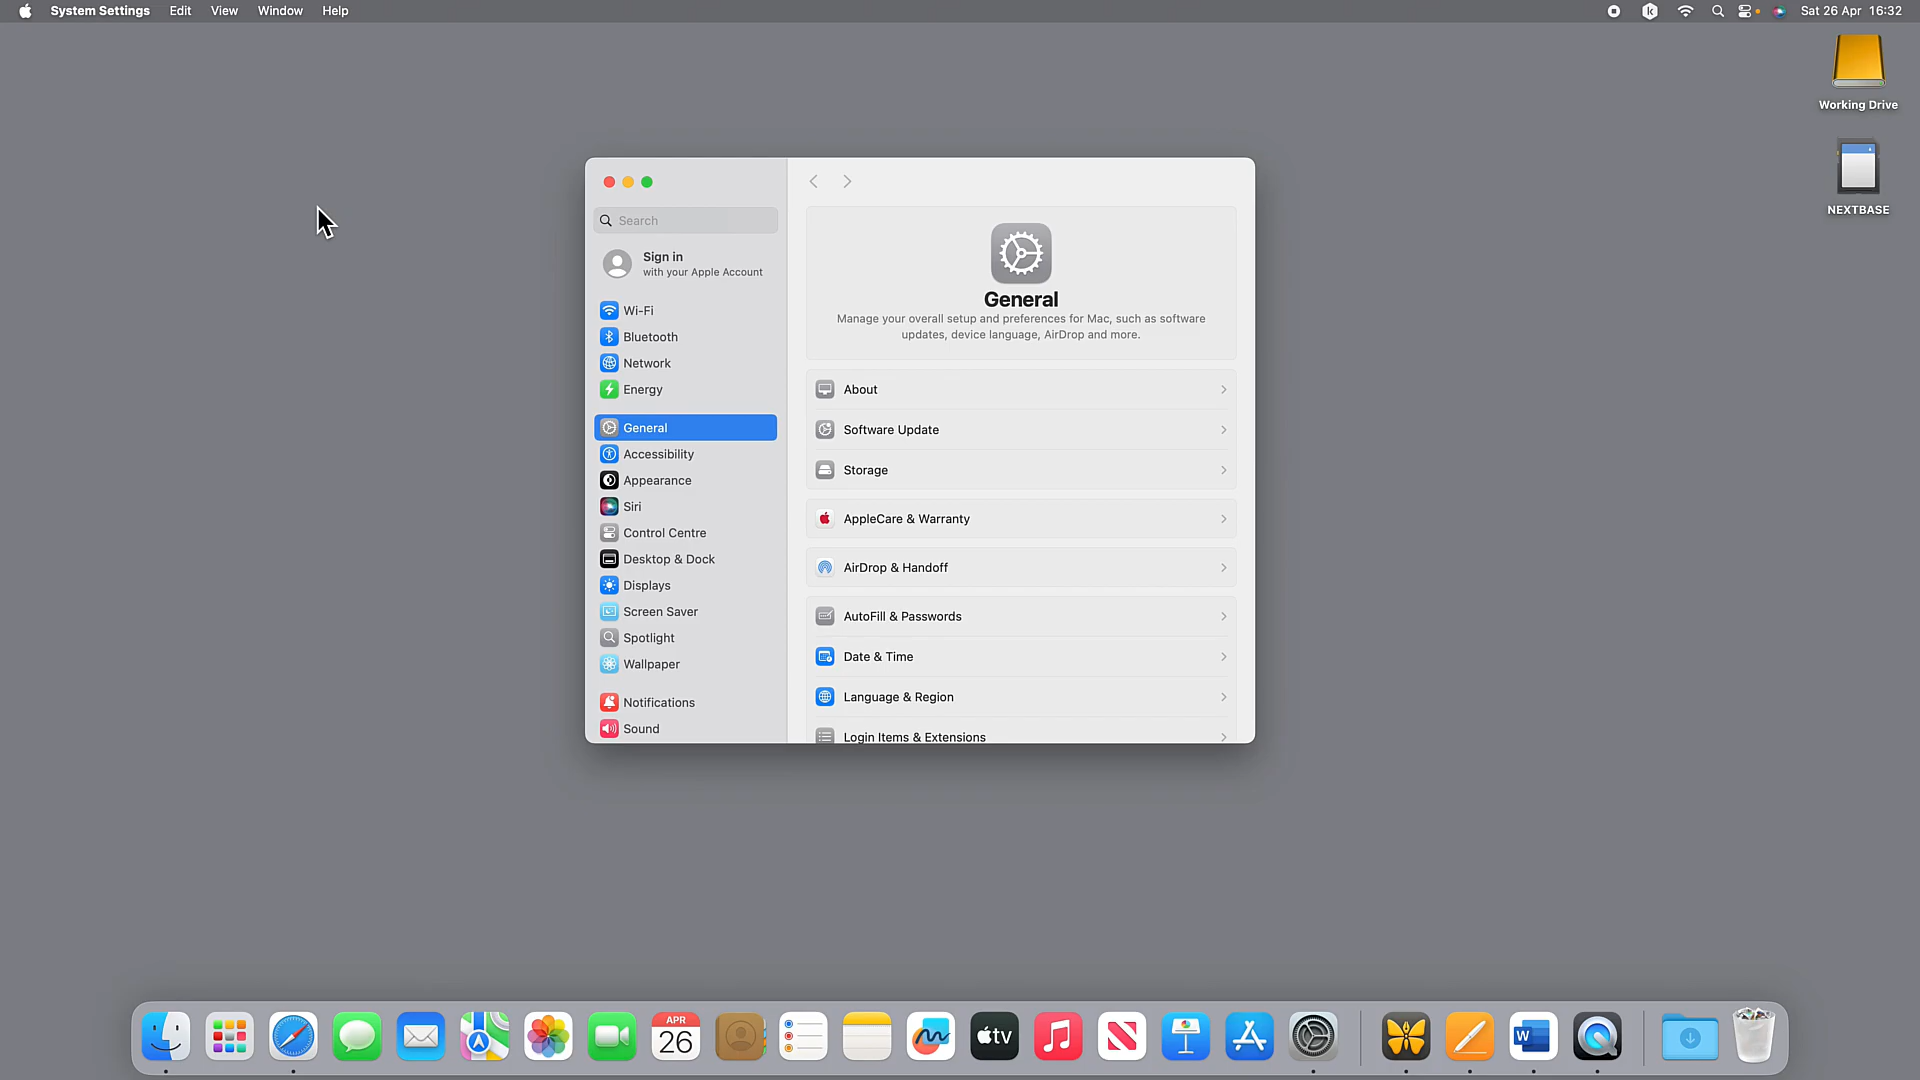 System Settings Edit View Window Help
Sat 26 Apr 16:32
Working Drive
NEXTBASE
Search
Sign in
with your Apple Account
Wi-Fi
Bluetooth
Network
Energy
General
Accessibility
Appearance
Siri
Control Centre
Desktop & Dock
Displays
Screen Saver
Spotlight
Wallpaper
Notifications
Sound
General
Manage your overall setup and preferences for Mac, such as software
updates, device language, AirDrop and more.
About
Software Update
Storage
AppleCare & Warranty
AirDrop & Handoff
AutoFill & Passwords
Date & Time
Language & Region
Login Items & Extensions
APR
26
tv
W